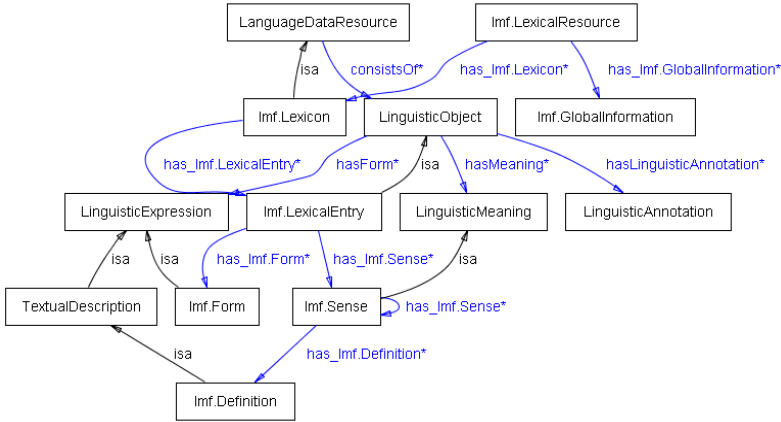 LanguageDataResource
lmf.LexicalResource
isa
consistsOf*
has_lmf.Lexicon*
has_lmf.GlobalInformation*
lmf.Lexicon
LinguisticObject
lmf.GlobalInformation
has_lmf.LexicalEntry*
hasForm*
isa
hasMeaning*
hasLinguisticAnnotation*
LinguisticExpression
lmf.LexicalEntry
LinguisticMeaning
LinguisticAnnotation
isa
isa
has_lmf.Form*
has_lmf.Sense*
isa
TextualDescription
lmf.Form
lmf.Sense
has_lmf.Sense*
isa
has_lmf.Definition*
lmf.Definition